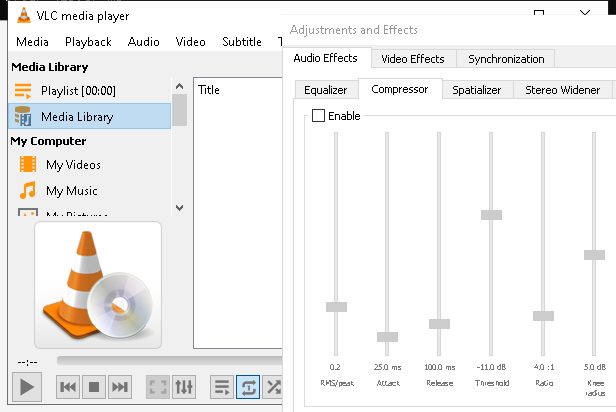 VLC media player
Media Playback Audio Video Subtitle
Media Library
Playlist [00:00]
Media Library
My Computer
My Videos
My Music
My Pictures
Title
--:--
Adjustments and Effects
Audio Effects Video Effects Synchronization
Equalizer Compressor Spatializer Stereo Widener
Enable
0.2 25.0 ms 100.0 ms -11.0 dB 4.0 :1 5.0 dB
RMS/peak Attack Release Threshold Ratio Knee
radius